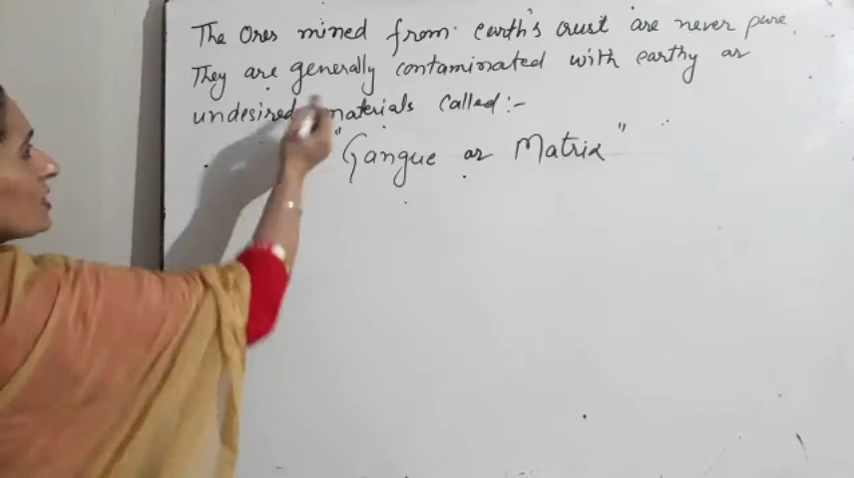 The Ores mined from earth's crust are never pure.
They are generally contaminated with earthy or
undesired materials called :-
"Gangue or Matrix"